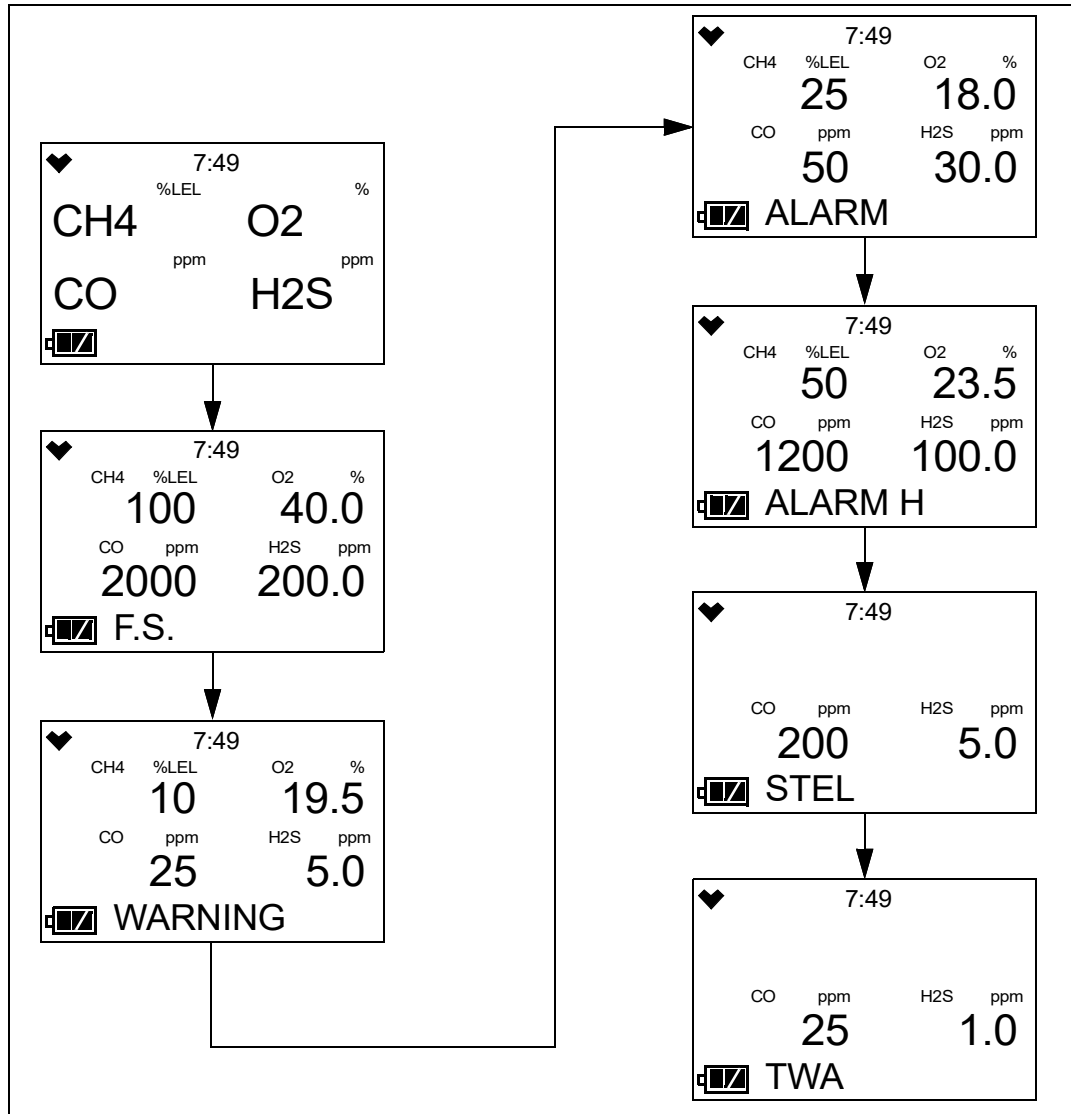 7:49
%LEL %
CH4 O2
ppm ppm
CO H2S
7:49
CH4 %LEL O2 %
100 40.0
CO ppm H2S ppm
2000 200.0
F.S.
7:49
CH4 %LEL O2 %
10 19.5
CO ppm H2S ppm
25 5.0
WARNING
7:49
CH4 %LEL O2 %
25 18.0
CO ppm H2S ppm
50 30.0
ALARM
7:49
CH4 %LEL O2 %
50 23.5
CO ppm H2S ppm
1200 100.0
ALARM H
7:49
CO ppm H2S ppm
200 5.0
STEL
7:49
CO ppm H2S ppm
25 1.0
TWA